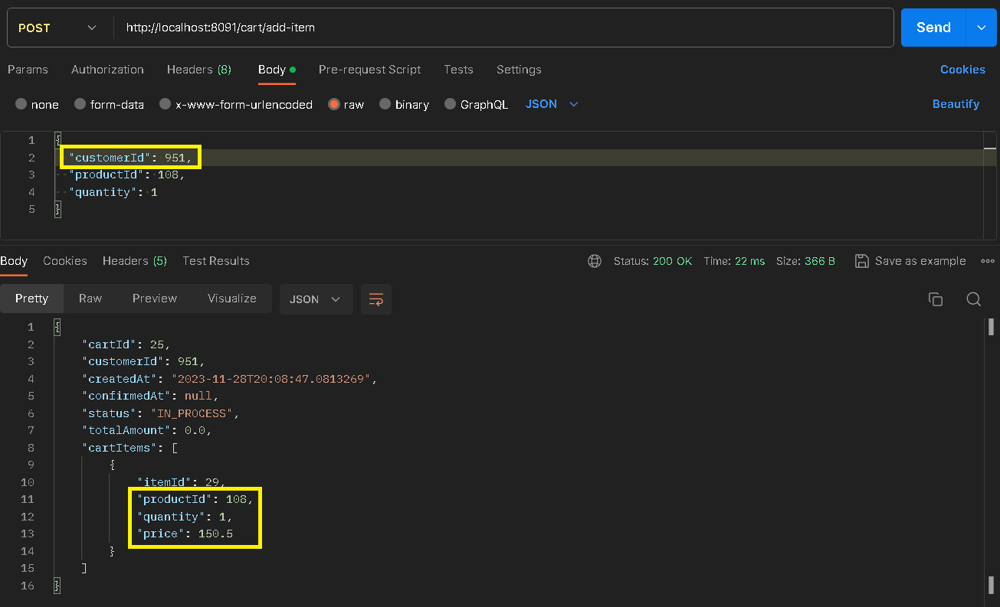 POST http://localhost:8091/cart/add-item Send
Params Authorization Headers (8) Body Pre-request Script Tests Settings Cookies
none form-data x-www-form-urlencoded raw binary GraphQL JSON Beautify
1 {
2 "customerId": 951,
3 "productId": 108,
4 "quantity": 1
5 }
Body Cookies Headers (5) Test Results Status: 200 OK Time: 22 ms Size: 366 B Save as example
Pretty Raw Preview Visualize JSON
1 {
2 "cartId": 25,
3 "customerId": 951,
4 "createdAt": "2023-11-28T20:08:47.0813269",
5 "confirmedAt": null,
6 "status": "IN_PROCESS",
7 "totalAmount": 0.0,
8 "cartItems": [
9 {
10 "itemId": 29,
11 "productId": 108,
12 "quantity": 1,
13 "price": 150.5
14 }
15 ]
16 }